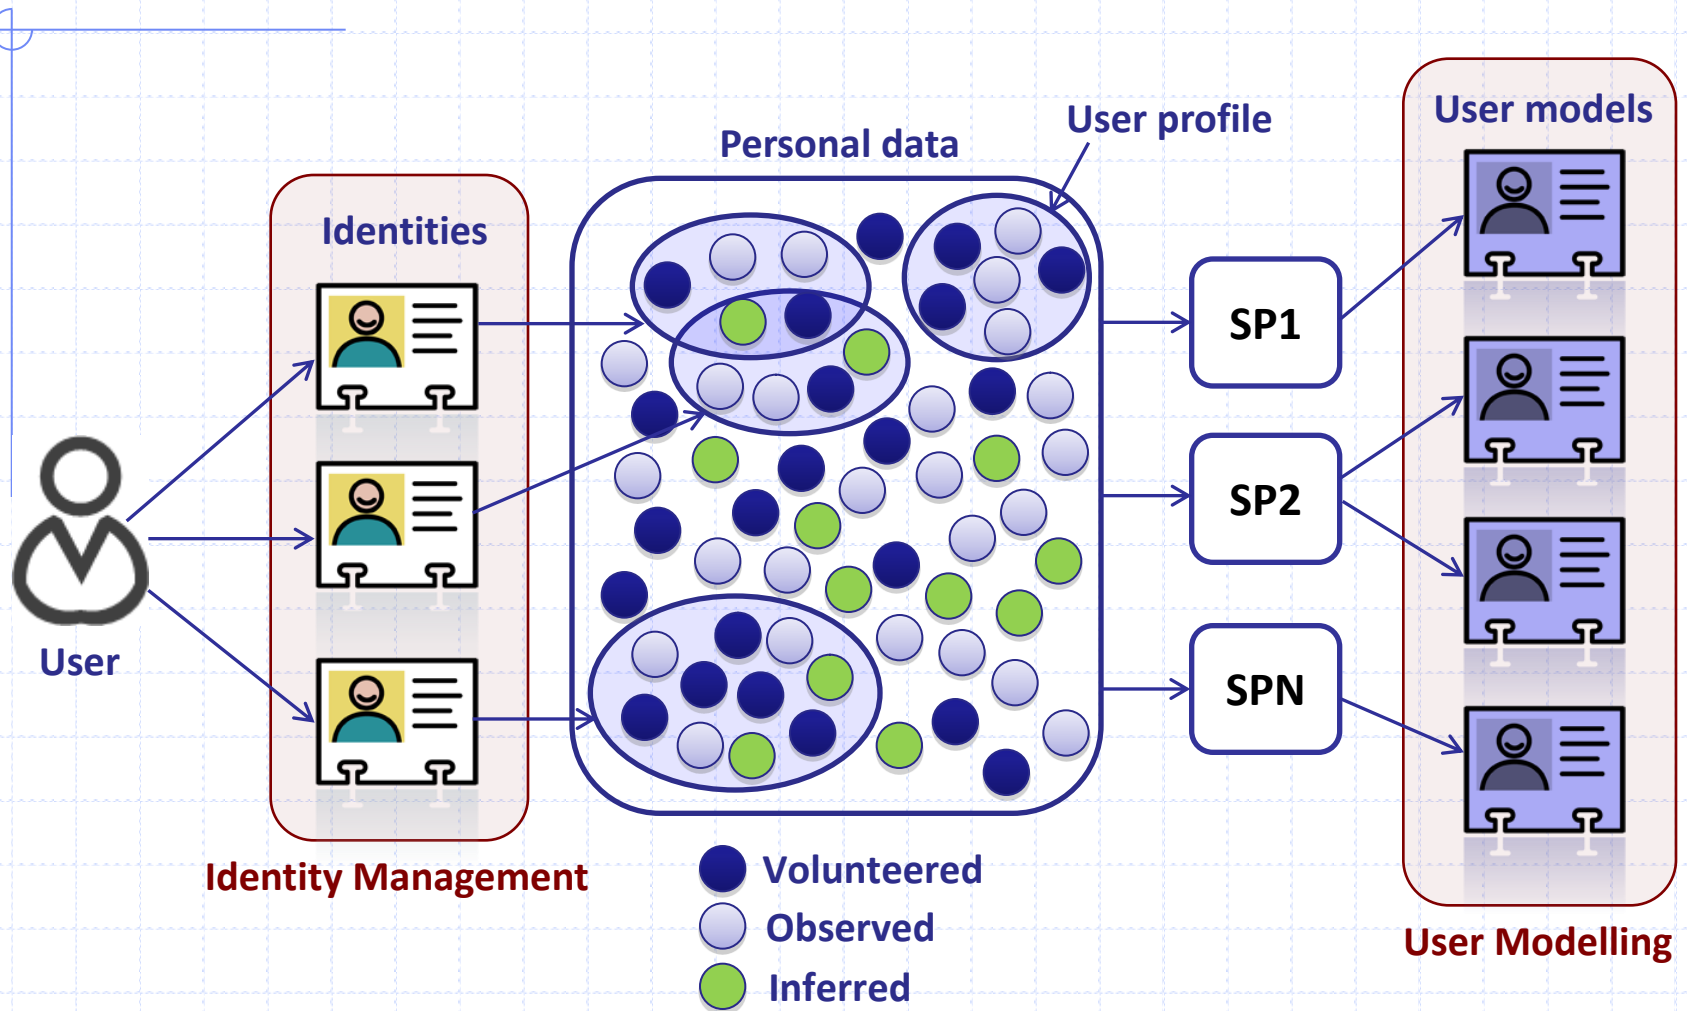 User profile
User models
Personal data
Identities
SP1
SP2
User
SPN
Identity Management
Volunteered
Observed
Inferred
User Modelling